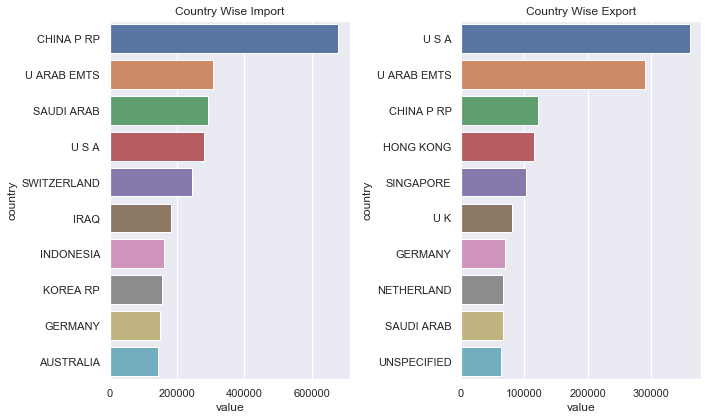 Country Wise Import
country
CHINA P RP
U ARAB EMTS
SAUDI ARAB
U S A
SWITZERLAND
IRAQ
INDONESIA
KOREA RP
GERMANY
AUSTRALIA
0 200000 400000 600000
value
Country Wise Export
country
U S A
U ARAB EMTS
CHINA P RP
HONG KONG
SINGAPORE
U K
GERMANY
NETHERLAND
SAUDI ARAB
UNSPECIFIED
0 100000 200000 300000
value